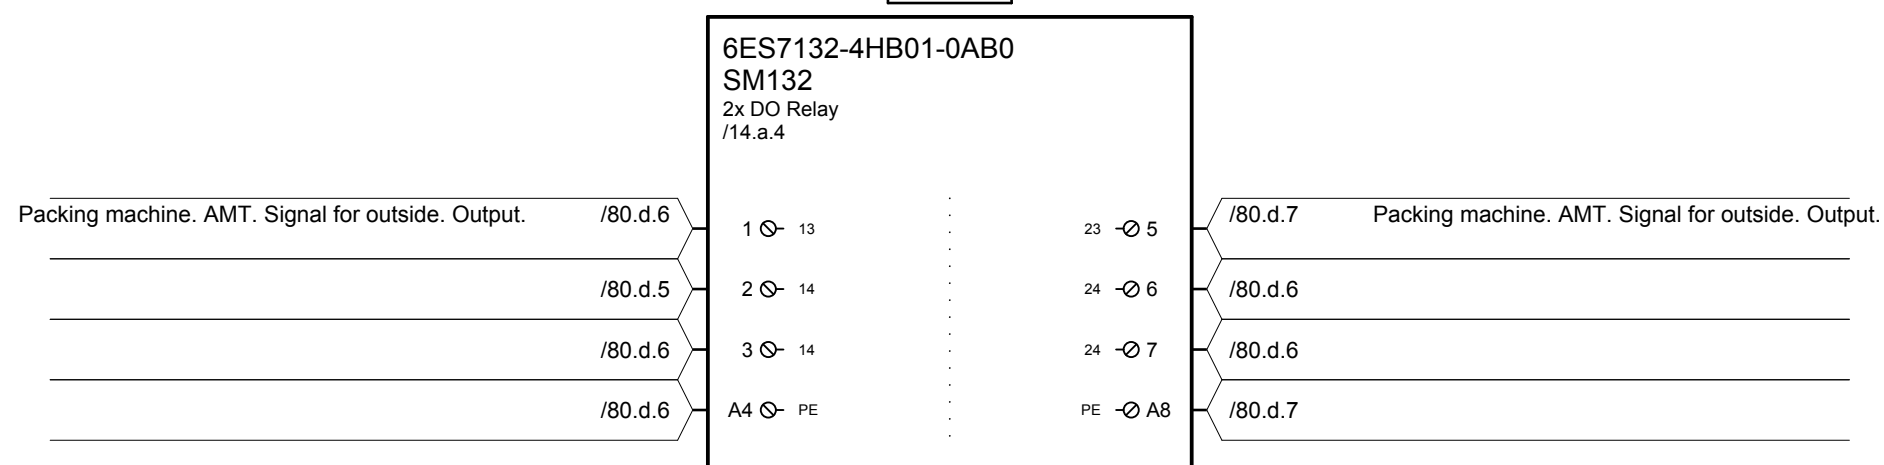 6ES7132-4HB01-0AB0
SM132
2x DO Relay
/14.a.4
Packing machine. AMT. Signal for outside. Output. /80.d.6 1 13 23 5 /80.d.7 Packing machine. AMT. Signal for outside. Output.
/80.d.5 2 14 24 6 /80.d.6
/80.d.6 3 14 24 7 /80.d.6
/80.d.6 A4 PE PE A8 /80.d.7